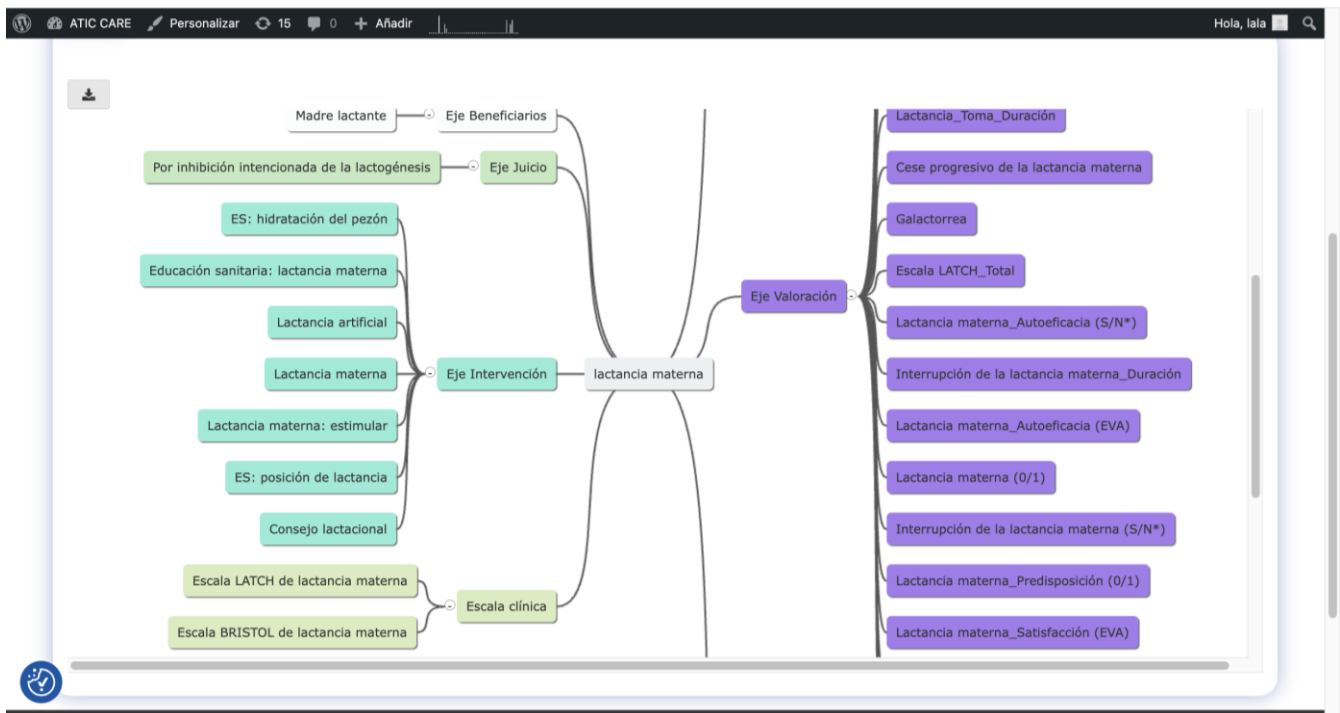 ATIC CARE Personalizar 15 0 Añadir Hola, lala
Madre lactante
Eje Beneficiarios
Por inhibición intencionada de la lactogénesis
Eje Juicio
ES: hidratación del pezón
Educación sanitaria: lactancia materna
Lactancia artificial
Lactancia materna
Lactancia materna: estimular
ES: posición de lactancia
Consejo lactacional
Eje Intervención
Escala LATCH de lactancia materna
Escala BRISTOL de lactancia materna
Escala clínica
lactancia materna
Eje Valoración
Lactancia_Toma_Duración
Cese progresivo de la lactancia materna
Galactorrea
Escala LATCH_Total
Lactancia materna_Autoeficacia (S/N*)
Interrupción de la lactancia materna_Duración
Lactancia materna_Autoeficacia (EVA)
Lactancia materna (0/1)
Interrupción de la lactancia materna (S/N*)
Lactancia materna_Predisposición (0/1)
Lactancia materna_Satisfacción (EVA)